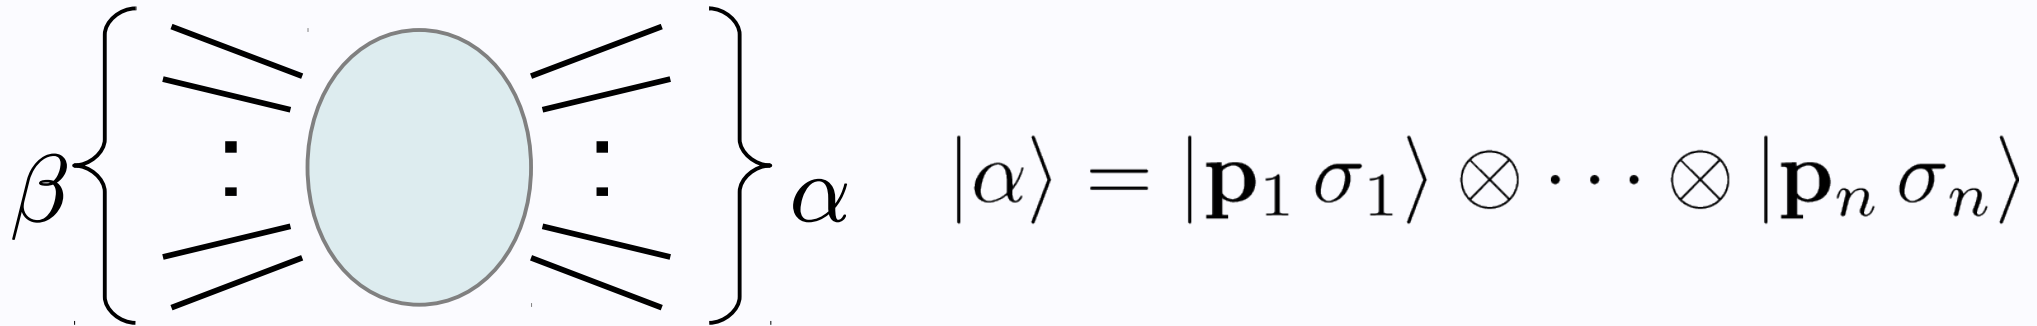 β { } α |α⟩ = |𝐩₁ σ₁⟩ ⊗ ··· ⊗ |𝐩ₙ σₙ⟩